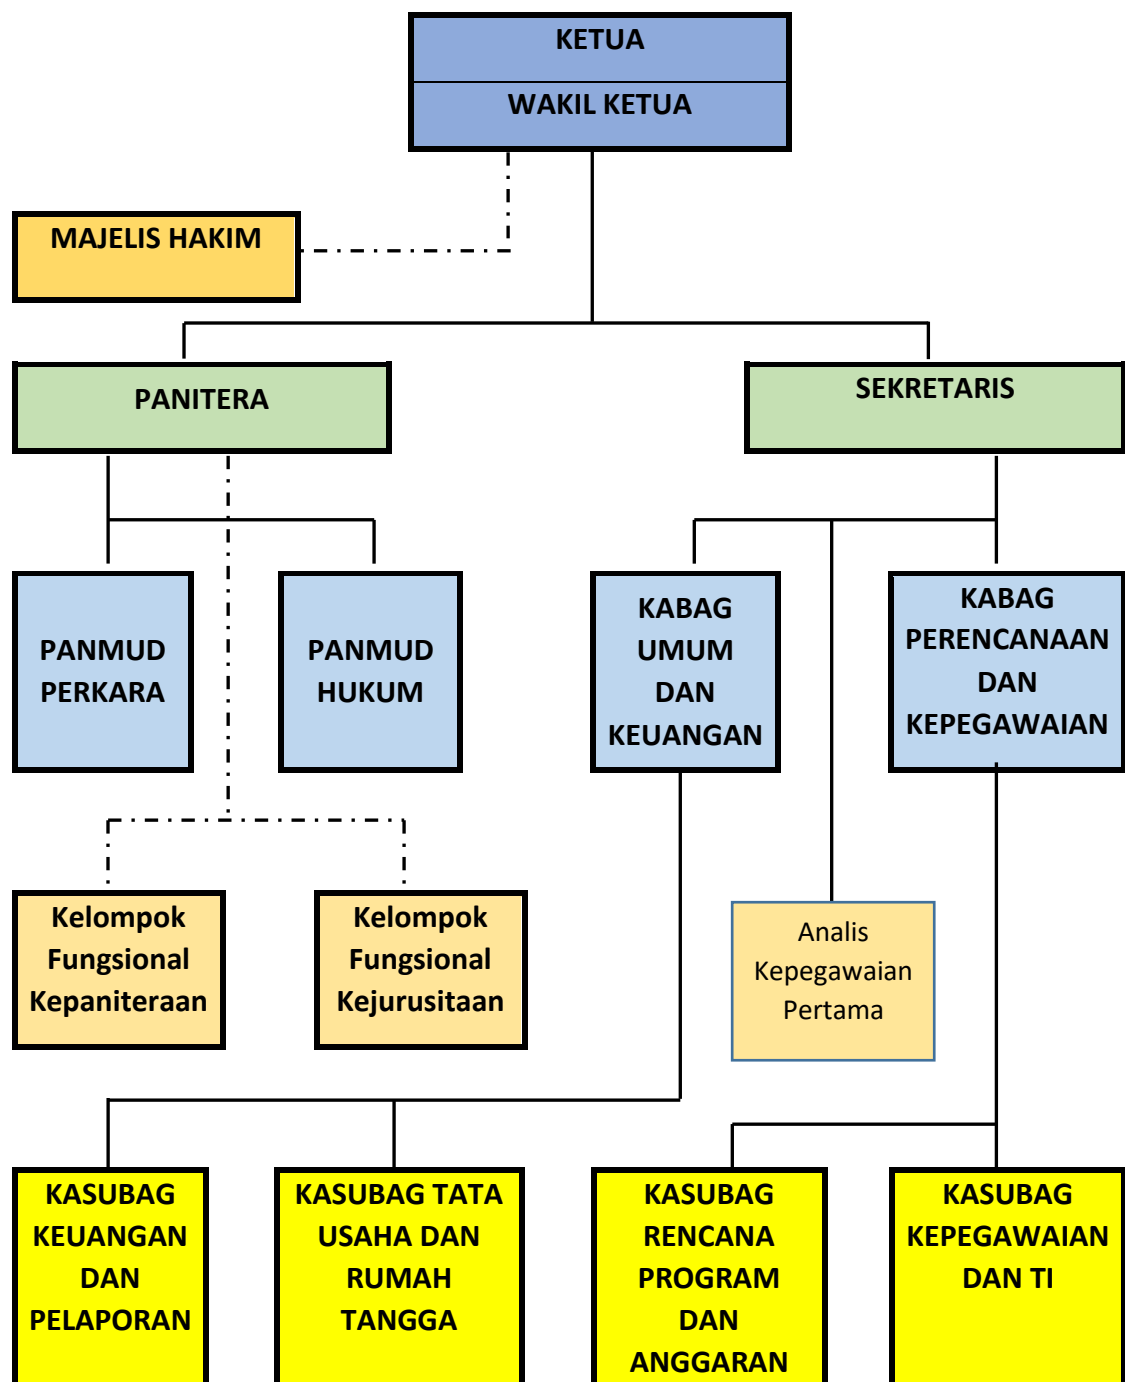 KETUA
WAKIL KETUA
MAJELIS HAKIM
PANITERA
SEKRETARIS
PANMUD
PERKARA
PANMUD
HUKUM
KABAG
UMUM
DAN
KEUANGAN
KABAG
PERENCANAAN
DAN
KEPEGAWAIAN
Kelompok
Fungsional
Kepaniteraan
Kelompok
Fungsional
Kejurusitaan
Analis
Kepegawaian
Pertama
KASUBAG
KEUANGAN
DAN
PELAPORAN
KASUBAG TATA
USAHA DAN
RUMAH
TANGGA
KASUBAG
RENCANA
PROGRAM
DAN
ANGGARAN
KASUBAG
KEPEGAWAIAN
DAN TI